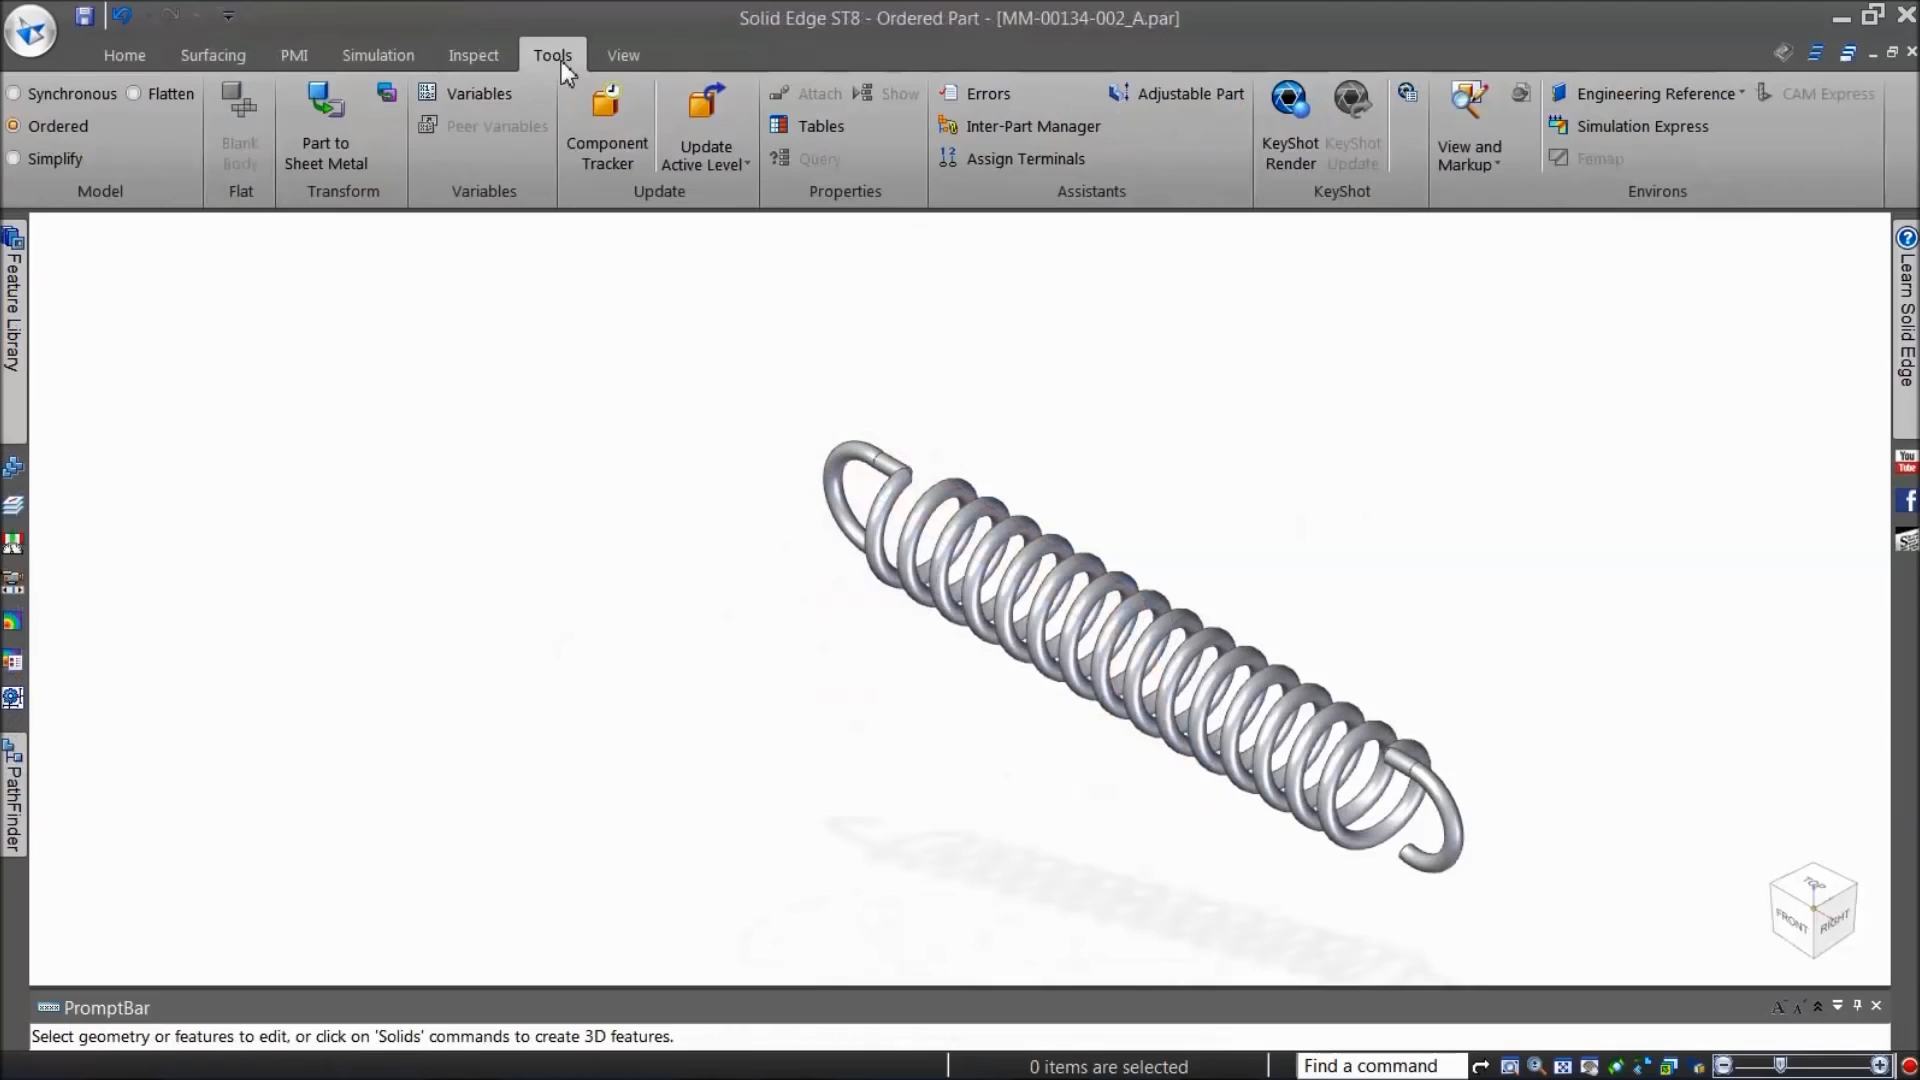 Solid Edge ST8 - Ordered Part - [MM-00134-002_A.par]
Home Surfacing PMI Simulation Inspect Tools View
Synchronous Flatten
Ordered
Simplify
Model
Blank
Body
Flat
Part to
Sheet Metal
Transform
Variables
Peer Variables
Variables
Component
Tracker
Update
Active Level
Update
Attach Show
Tables
Query
Properties
Errors Adjustable Part
Inter-Part Manager
Assign Terminals
Assistants
KeyShot
Render
KeyShot
Update
KeyShot
View and
Markup
Engineering Reference CAM Express
Simulation Express
Femap
Environs
Feature Library
PathFinder
Learn Solid Edge
You
Tube
TOP
FRONT
RIGHT
PromptBar
Select geometry or features to edit, or click on 'Solids' commands to create 3D features.
0 items are selected
Find a command